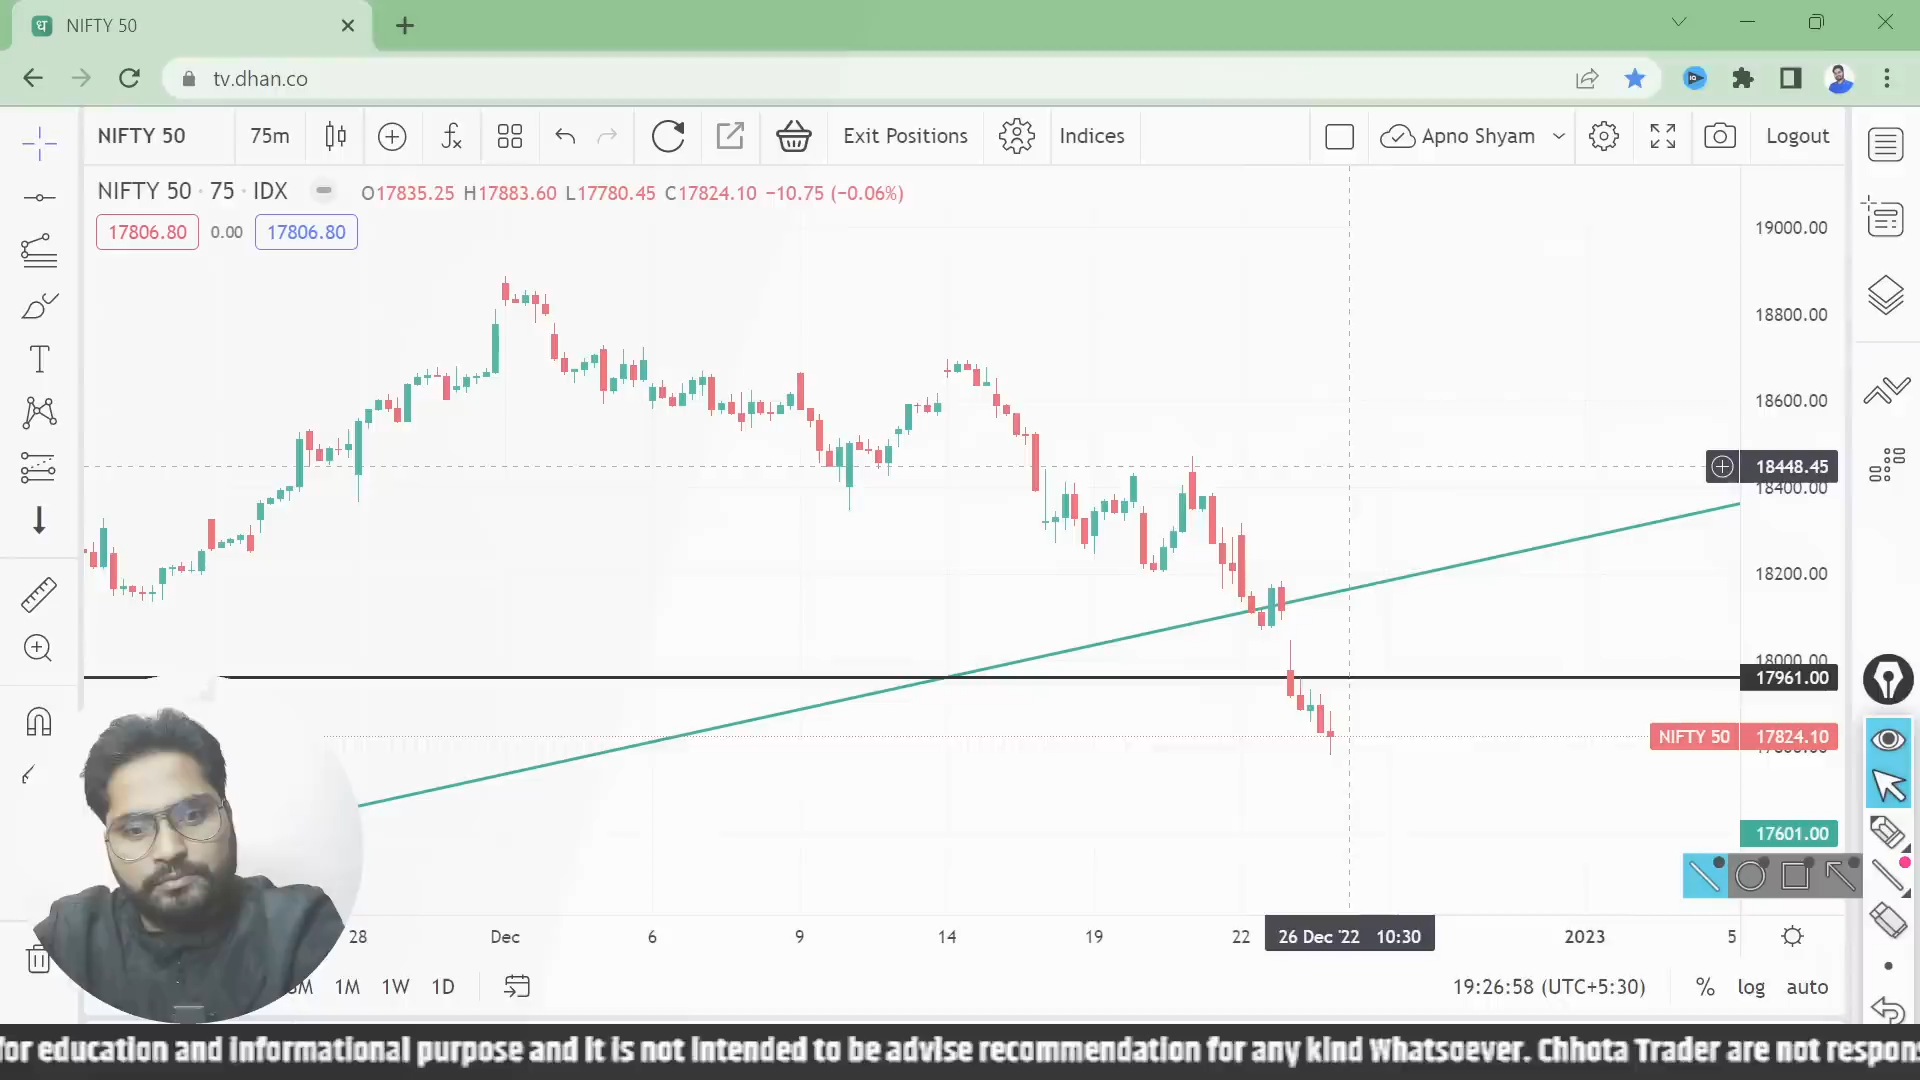 NIFTY 50
tv.dhan.co
NIFTY 50 75m Exit Positions Indices Apno Shyam Logout
NIFTY 50 · 75 · IDX O17835.25 H17883.60 L17780.45 C17824.10 −10.75 (−0.06%)
17806.80 0.00 17806.80
19000.00
18800.00
18600.00
18448.45
18400.00
18200.00
18000.00
17961.00
NIFTY 50 17824.10
17601.00
28 Dec 6 9 14 19 22 26 Dec '22 10:30 2023 5
1M 1W 1D 19:26:58 (UTC+5:30) % log auto
for education and informational purpose and it is not intended to be advise recommendation for any kind Whatsoever. Chhota Trader are not respons